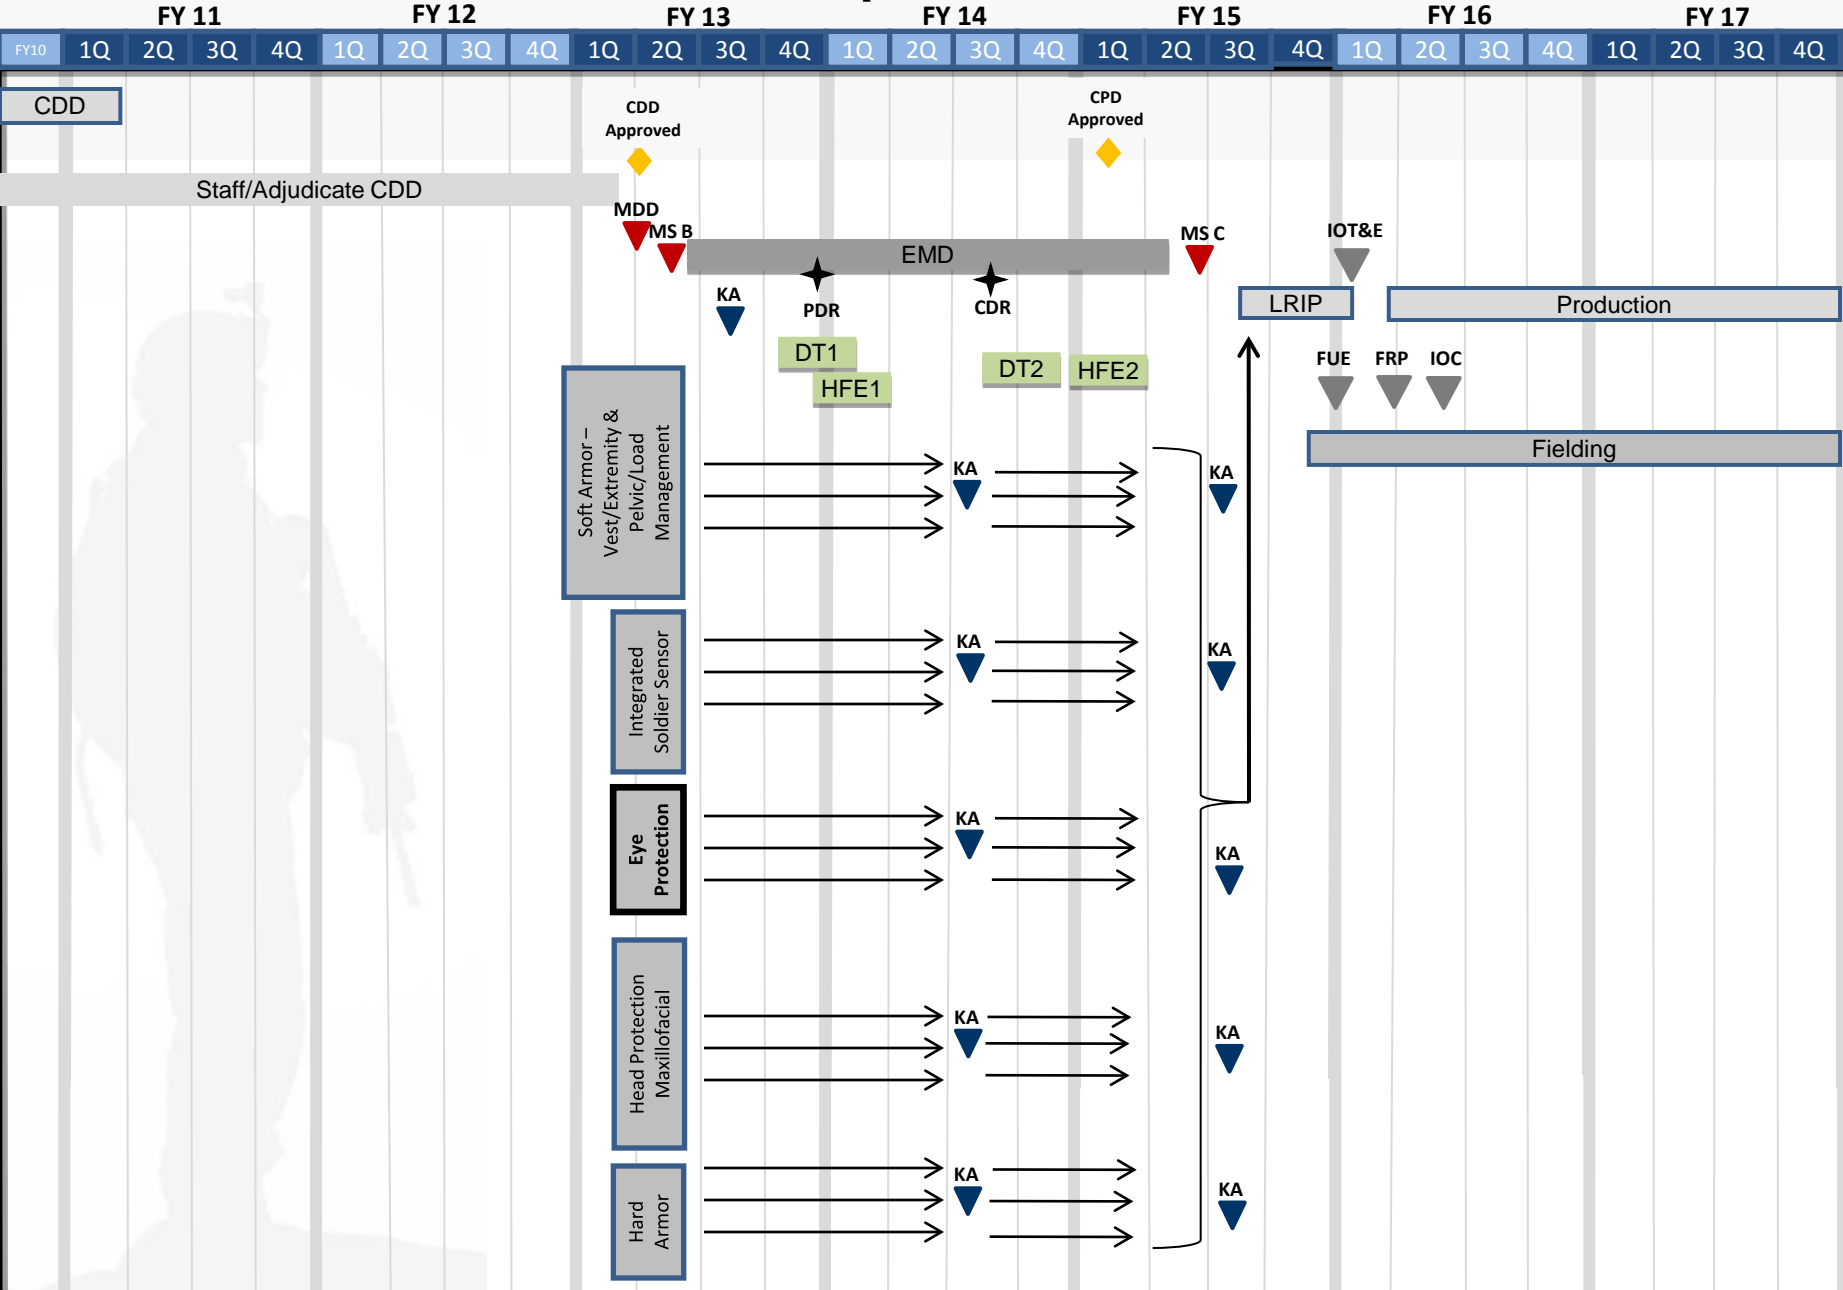 FY 11
FY 12
FY 13
FY 14
FY 15
FY 16
FY 17
FY10 1Q 2Q 3Q 4Q 1Q 2Q 3Q 4Q 1Q 2Q 3Q 4Q 1Q 2Q 3Q 4Q 1Q 2Q 3Q 4Q 1Q 2Q 3Q 4Q 1Q 2Q 3Q 4Q
CDD
CDD
Approved
CPD
Approved
Staff/Adjudicate CDD
MDD
MS B
EMD
MS C
IOT&E
KA
PDR
CDR
LRIP
Production
DT1
HFE1
DT2
HFE2
FUE
FRP
IOC
Fielding
Soft Armor –
Vest/Extremity &
Pelvic/Load
Management
KA
KA
Integrated
Soldier Sensor
KA
KA
Eye
Protection
KA
KA
Head Protection
Maxillofacial
KA
KA
Hard
Armor
KA
KA